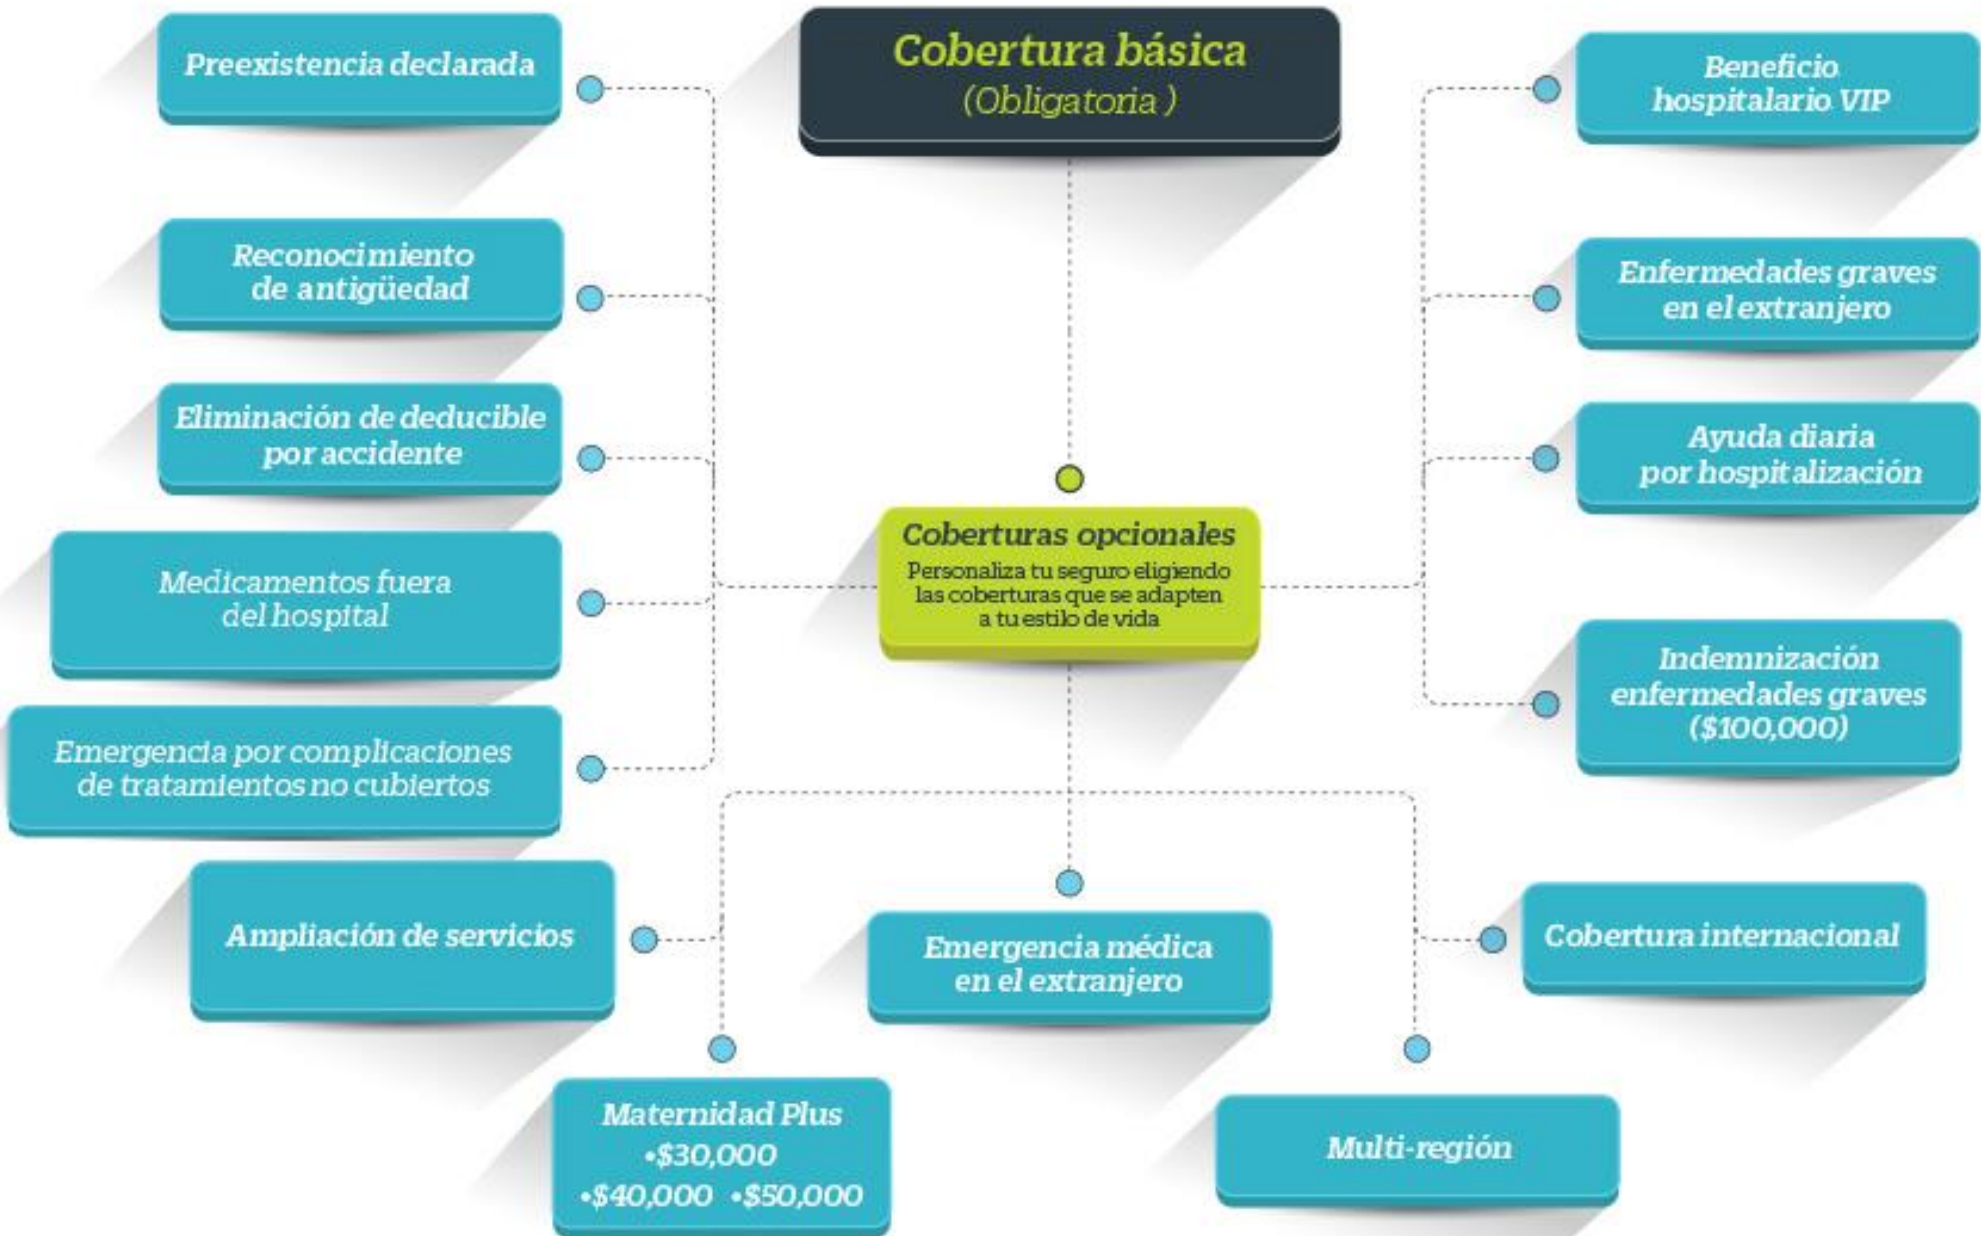 Cobertura básica
(Obligatoria )
Preexistencia declarada
Reconocimiento
de antigüedad
Eliminación de deducible
por accidente
Medicamentos fuera
del hospital
Emergencia por complicaciones
de tratamientos no cubiertos
Coberturas opcionales
Personaliza tu seguro eligiendo
las coberturas que se adapten
a tu estilo de vida
Beneficio
hospitalario VIP
Enfermedades graves
en el extranjero
Ayuda diaria
por hospitalización
Indemnización
enfermedades graves
($100,000)
Ampliación de servicios
Maternidad Plus
•$30,000
•$40,000 •$50,000
Emergencia médica
en el extranjero
Multi-región
Cobertura internacional